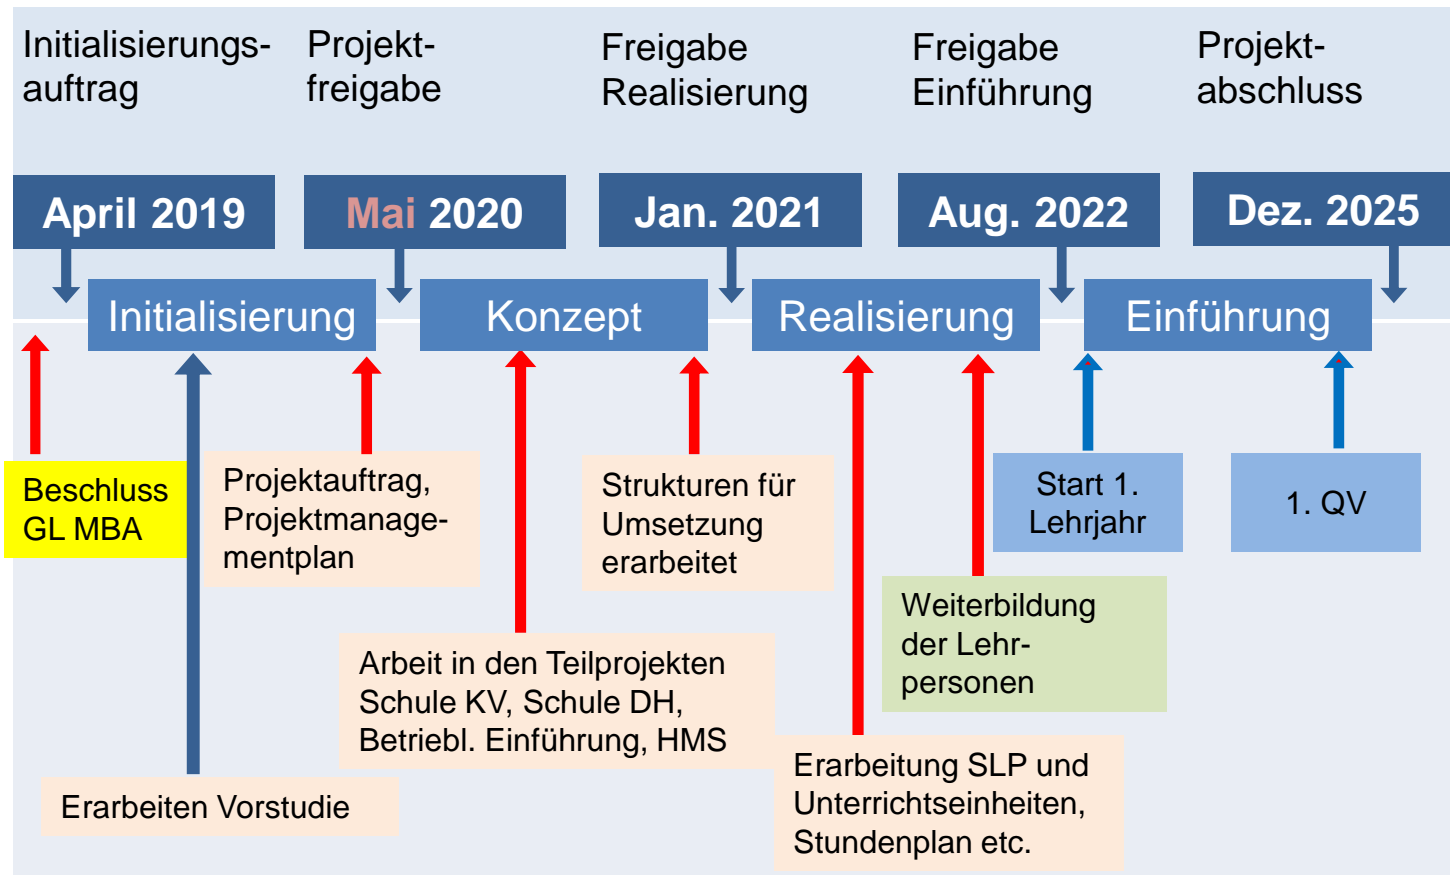 Initialisierungs-
auftrag
Projekt-
freigabe
Freigabe
Realisierung
Freigabe
Einführung
Projekt-
abschluss
April 2019
Mai 2020
Jan. 2021
Aug. 2022
Dez. 2025
Initialisierung
Konzept
Realisierung
Einführung
Beschluss
GL MBA
Projektauftrag,
Projektmanage-
mentplan
Strukturen für
Umsetzung
erarbeitet
Start 1.
Lehrjahr
1. QV
Weiterbildung
der Lehr-
personen
Arbeit in den Teilprojekten
Schule KV, Schule DH,
Betriebl. Einführung, HMS
Erarbeitung SLP und
Unterrichtseinheiten,
Stundenplan etc.
Erarbeiten Vorstudie